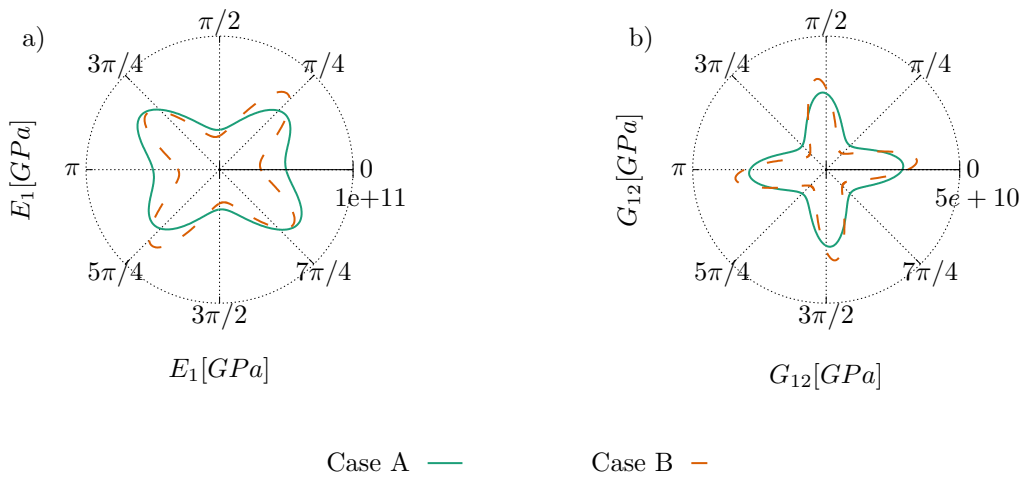 a)
π/2
3π/4
π/4
π
0
1e+11
5π/4
7π/4
3π/2
E₁[GPa]
E₁[GPa]
b)
π/2
3π/4
π/4
π
0
5e + 10
5π/4
7π/4
3π/2
G₁₂[GPa]
G₁₂[GPa]
Case A
Case B